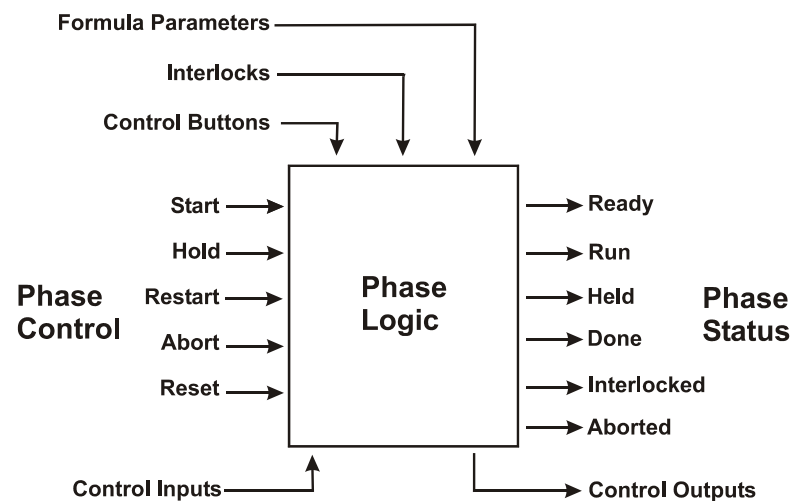 Formula Parameters
Interlocks
Control Buttons
Start
Hold
Restart
Abort
Reset
Phase
Control
Phase
Logic
Ready
Run
Held
Done
Interlocked
Aborted
Phase
Status
Control Inputs
Control Outputs